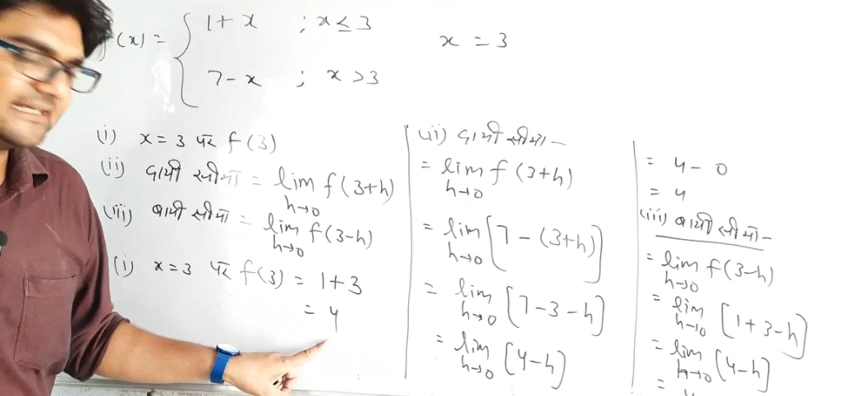 (x) = { 1 + x ; x ≤ 3
7 - x ; x > 3
x = 3
(i) x = 3 पर f(3)
(ii) दायी सीमा = lim h→0 f(3+h)
(iii) बायी सीमा = lim h→0 f(3-h)
(i) x = 3 पर f(3) = 1 + 3
= 4
(ii) दायी सीमा -
= lim h→0 f(3+h)
= lim h→0 [7 - (3+h)]
= lim h→0 [7 - 3 - h]
= lim h→0 [4 - h]
= 4 - 0
= 4
(iii) बायी सीमा -
= lim h→0 f(3-h)
= lim h→0 [1 + 3 - h]
= lim h→0 [4 - h]
=